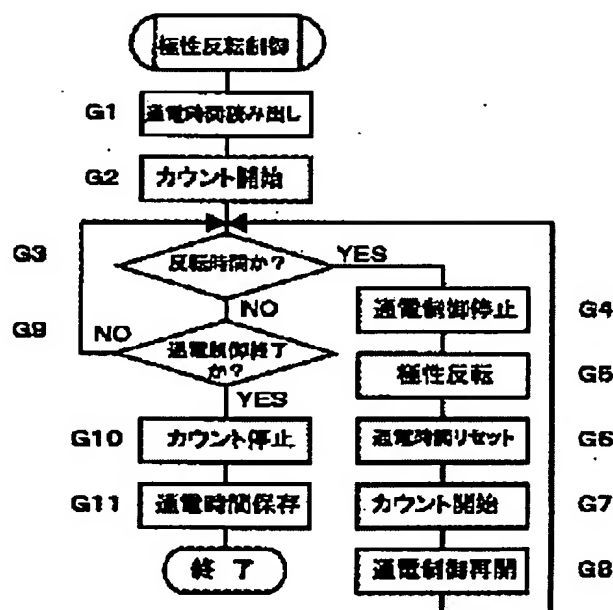 極性反転制御
G1 通電時間読み出し
G2 カウント開始
G3 反転時間か？ YES
NO
G9 NO 通電制御終了
か？
YES
G10 カウント停止
G11 通電時間保存
終了
通電制御停止 G4
極性反転 G5
通電時間リセット G6
カウント開始 G7
通電制御再開 G8